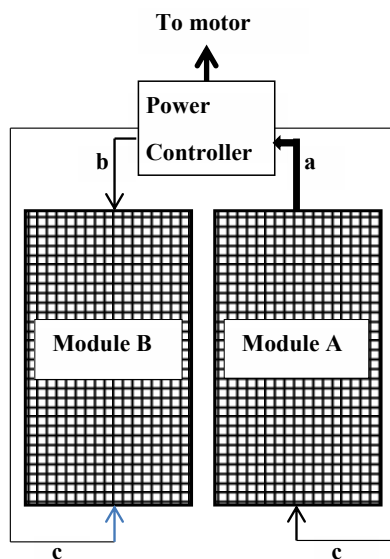 To motor
Power
Controller
b
a
Module B
Module A
c
c